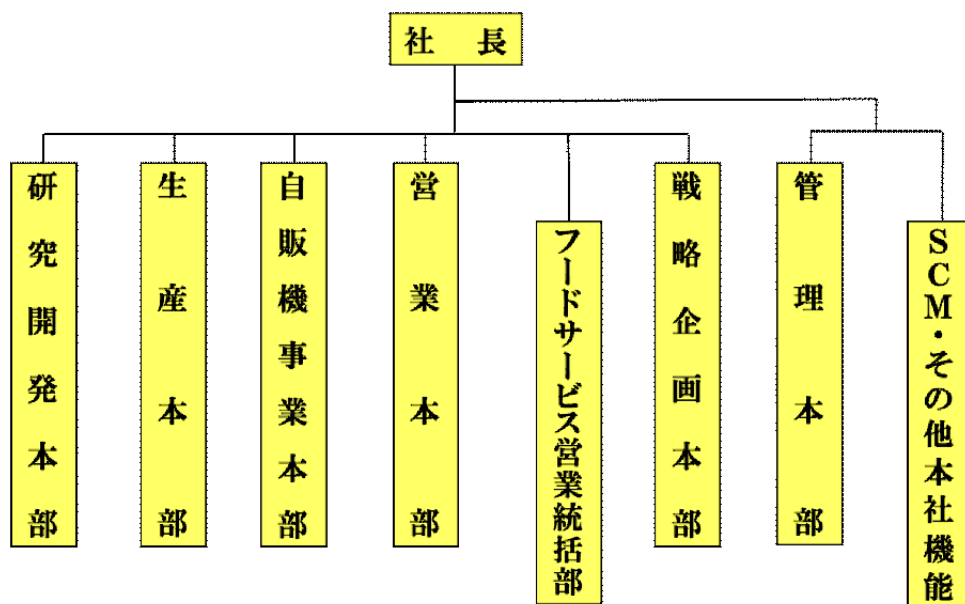 社長
研究開発本部
生産本部
自販機事業本部
営業本部
フードサービス営業統括部
戦略企画本部
管理本部
SCM・その他本社機能